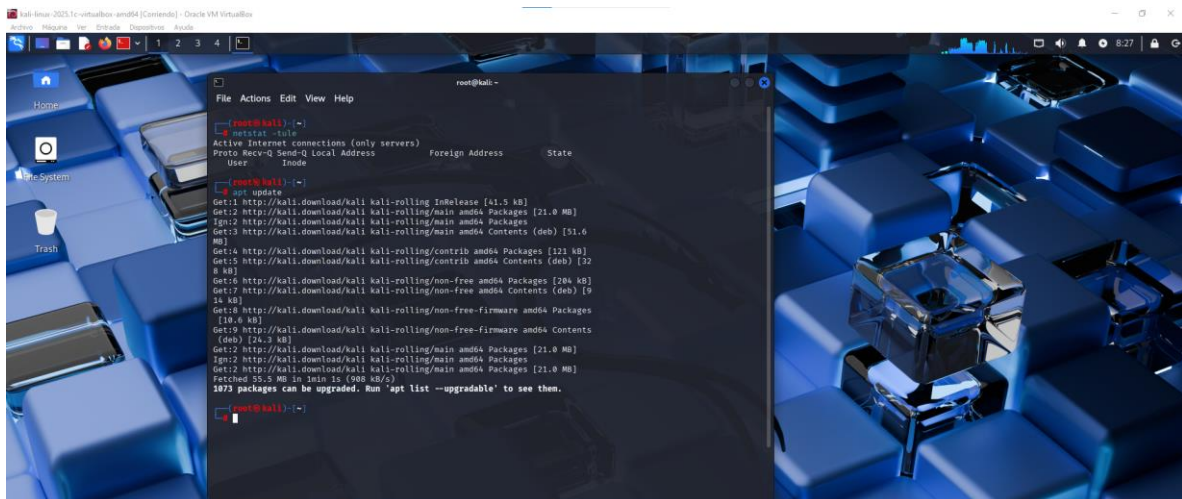 kali-linux-2025.1c-virtualbox-amd64 [Corriendo] - Oracle VM VirtualBox
Archivo Máquina Ver Entrada Dispositivos Ayuda
1 2 3 4
8:27
Home
File System
Trash
root@kali: ~
File Actions Edit View Help
┌──(root㉿kali)-[~]
└─# netstat -tule
Active Internet connections (only servers)
Proto Recv-Q Send-Q Local Address Foreign Address State
User Inode
┌──(root㉿kali)-[~]
└─# apt update
Get:1 http://kali.download/kali kali-rolling InRelease [41.5 kB]
Get:2 http://kali.download/kali kali-rolling/main amd64 Packages [21.0 MB]
Ign:2 http://kali.download/kali kali-rolling/main amd64 Packages
Get:3 http://kali.download/kali kali-rolling/main amd64 Contents (deb) [51.6
MB]
Get:4 http://kali.download/kali kali-rolling/contrib amd64 Packages [121 kB]
Get:5 http://kali.download/kali kali-rolling/contrib amd64 Contents (deb) [32
8 kB]
Get:6 http://kali.download/kali kali-rolling/non-free amd64 Packages [204 kB]
Get:7 http://kali.download/kali kali-rolling/non-free amd64 Contents (deb) [9
14 kB]
Get:8 http://kali.download/kali kali-rolling/non-free-firmware amd64 Packages
[10.6 kB]
Get:9 http://kali.download/kali kali-rolling/non-free-firmware amd64 Contents
(deb) [24.3 kB]
Get:2 http://kali.download/kali kali-rolling/main amd64 Packages [21.0 MB]
Ign:2 http://kali.download/kali kali-rolling/main amd64 Packages
Get:2 http://kali.download/kali kali-rolling/main amd64 Packages [21.0 MB]
Fetched 55.5 MB in 1min 1s (908 kB/s)
1073 packages can be upgraded. Run 'apt list --upgradable' to see them.
┌──(root㉿kali)-[~]
└─#